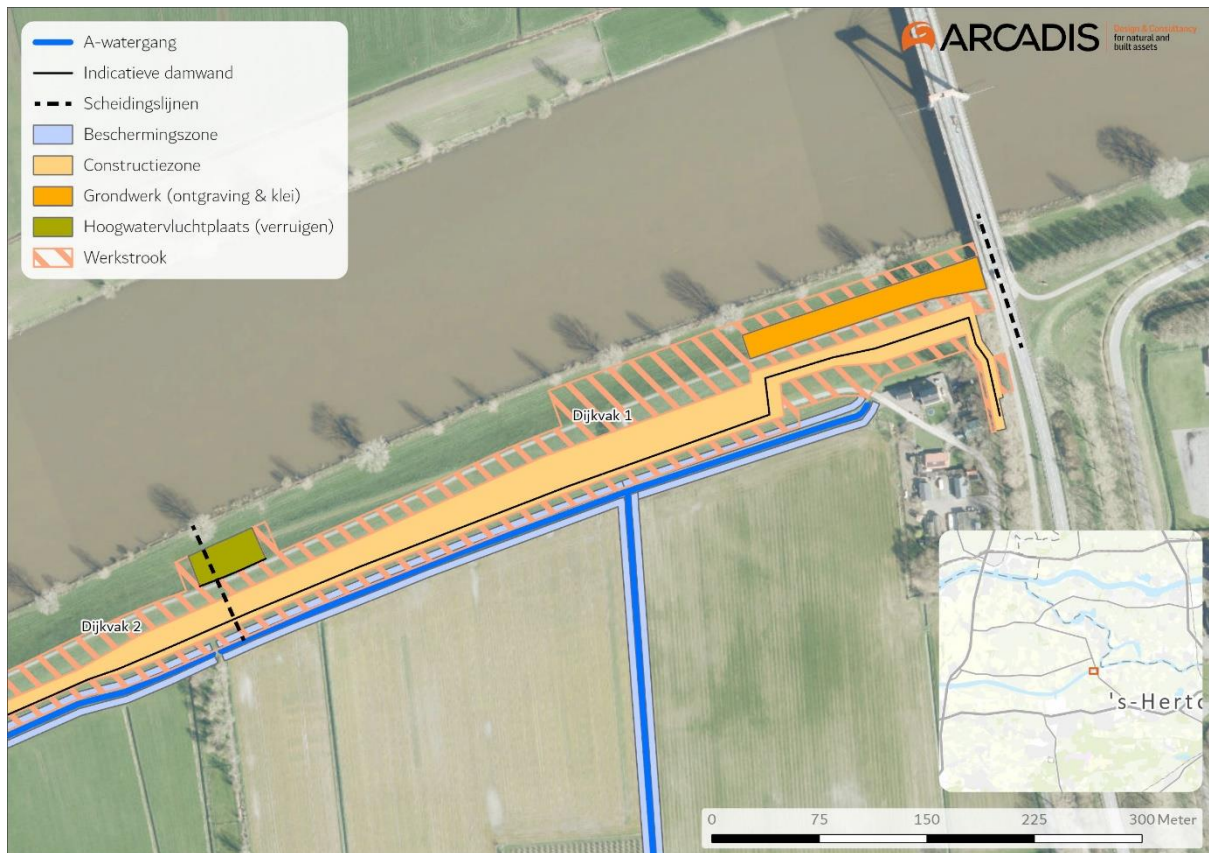 A-watergang
Indicatieve damwand
Scheidingslijnen
Beschermingszone
Constructiezone
Grondwerk (ontgraving & klei)
Hoogwatervluchtplaats (verruigen)
Werkstrook
ARCADIS
Design & Consultancy
for natural and
built assets
Dijkvak 1
Dijkvak 2
's-Herto
0 75 150 225 300 Meter